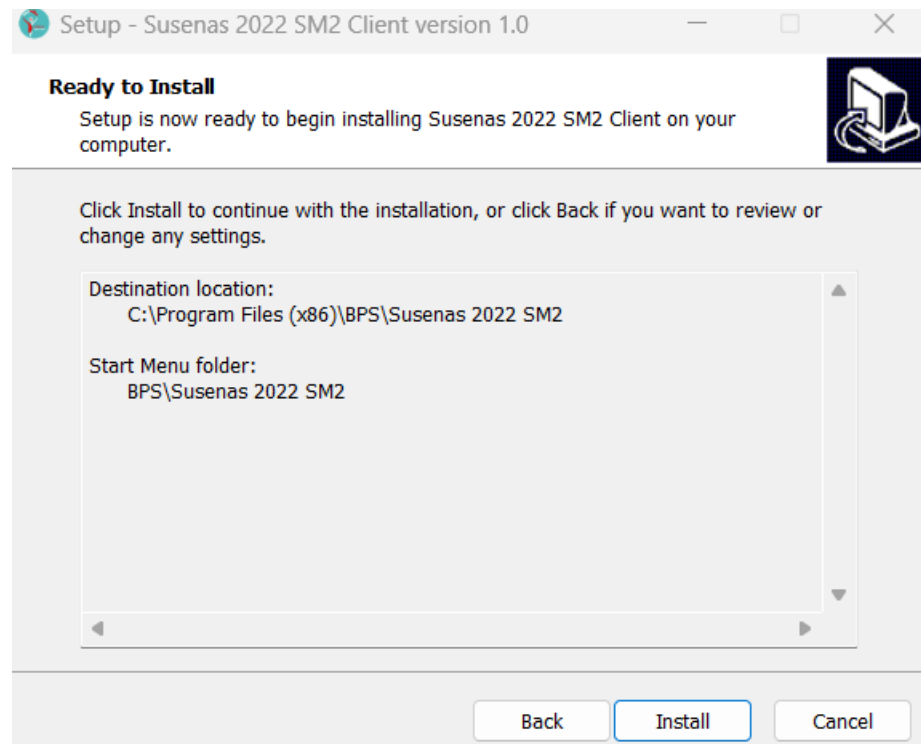 Setup - Susenas 2022 SM2 Client version 1.0
Ready to Install
Setup is now ready to begin installing Susenas 2022 SM2 Client on your
computer.
Click Install to continue with the installation, or click Back if you want to review or
change any settings.
Destination location:
C:\Program Files (x86)\BPS\Susenas 2022 SM2
Start Menu folder:
BPS\Susenas 2022 SM2
Back Install Cancel